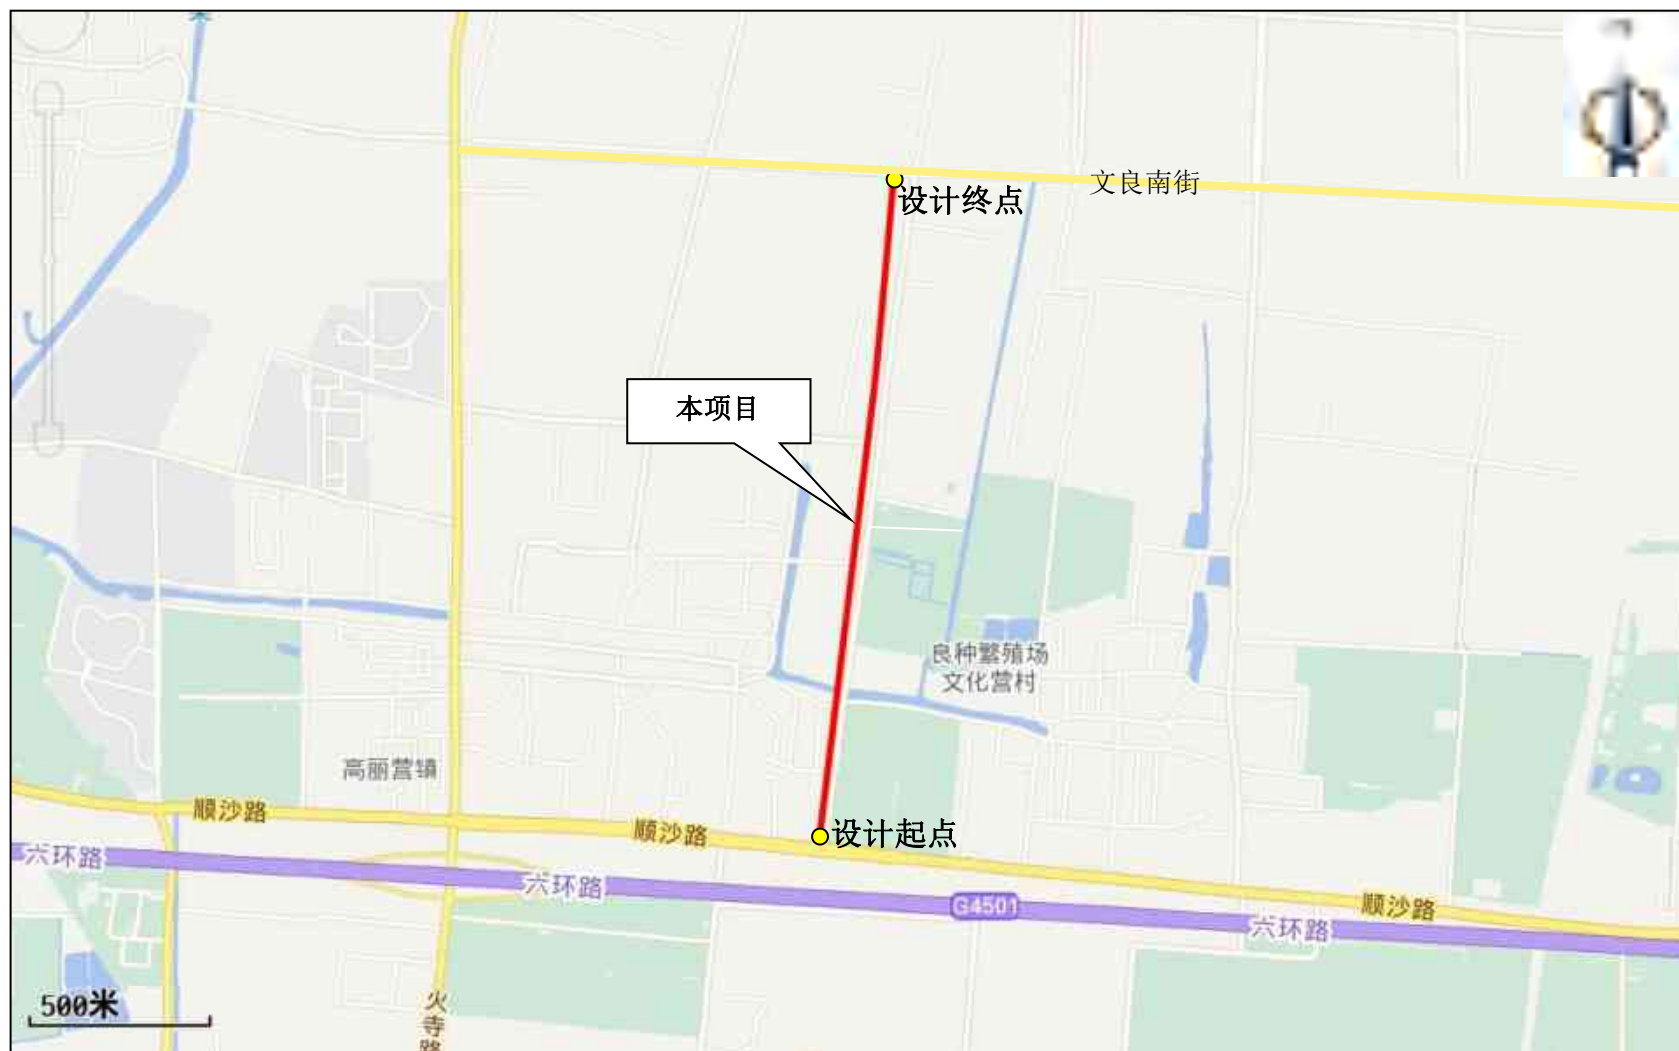 文良南街
设计终点
本项目
良种繁殖场
文化营村
高丽营镇
顺沙路
顺沙路
设计起点
六环路
六环路
G4501
顺沙路
六环路
500米
火寺路